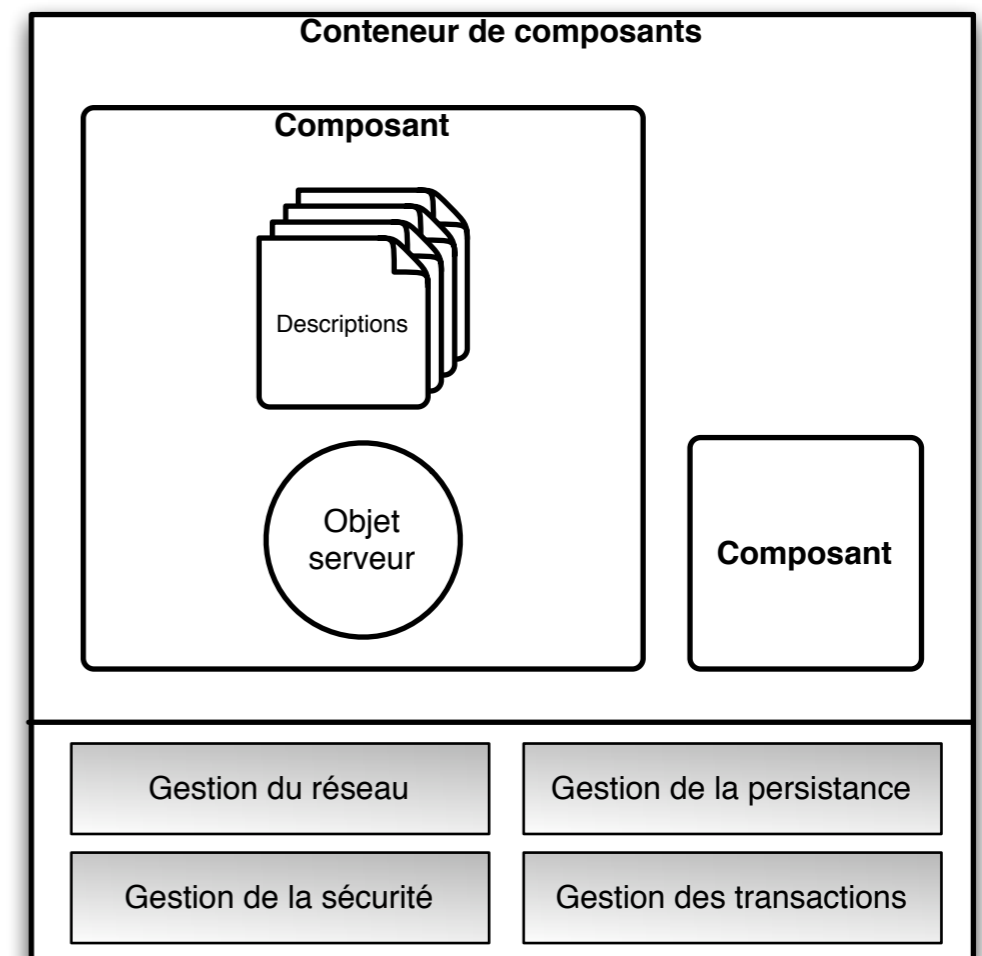 Conteneur de composants
Composant
Descriptions
Objet
serveur
Composant
Gestion du réseau
Gestion de la persistance
Gestion de la sécurité
Gestion des transactions